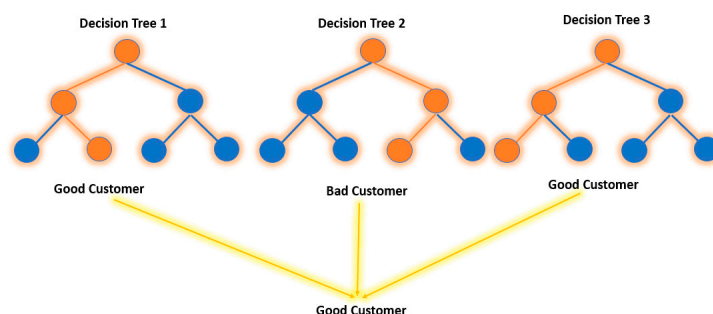 Decision Tree 1
Decision Tree 2
Decision Tree 3
Good Customer
Bad Customer
Good Customer
Good Customer